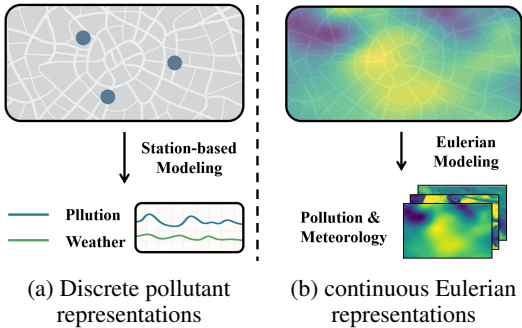 Station-based
Modeling
Pllution
Weather
(a) Discrete pollutant
representations
Eulerian
Modeling
Pollution &
Meteorology
(b) continuous Eulerian
representations